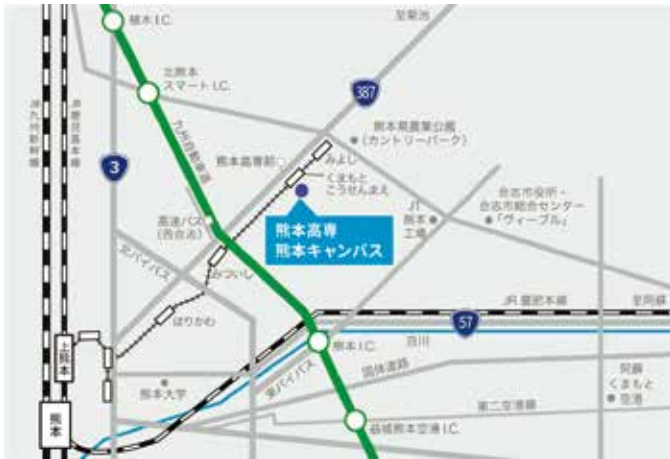 植木I.C.
至菊池
北熊本
スマートI.C.
387
JR九州新幹線
JR鹿児島本線
九州自動車道
熊本県農業公園
（カントリーパーク）
3
熊本高専前
みよし
くまもと
こうせんまえ
合志市役所・
合志市総合センター
「ヴィーブル」
JT
熊本
工場
高速バス
（西合志）
熊本高専
熊本キャンパス
北バイパス
みついし
JR豊肥本線
至阿蘇
57
ほりかわ
白川
上熊本
熊本I.C.
国体道路
東バイパス
熊本大学
阿蘇
くまもと
空港
熊本
第二空港線
益城熊本空港I.C.